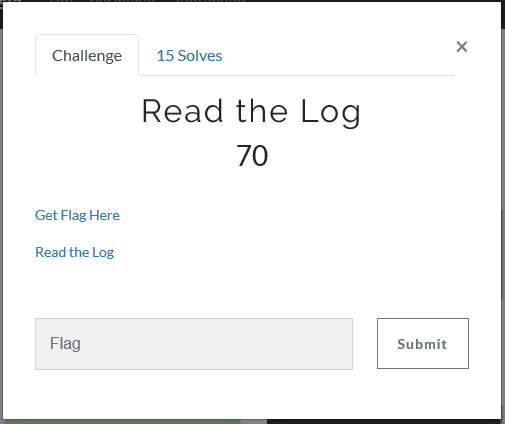 Challenge
15 Solves
×
Read the Log
70
Get Flag Here
Read the Log
Flag
Submit